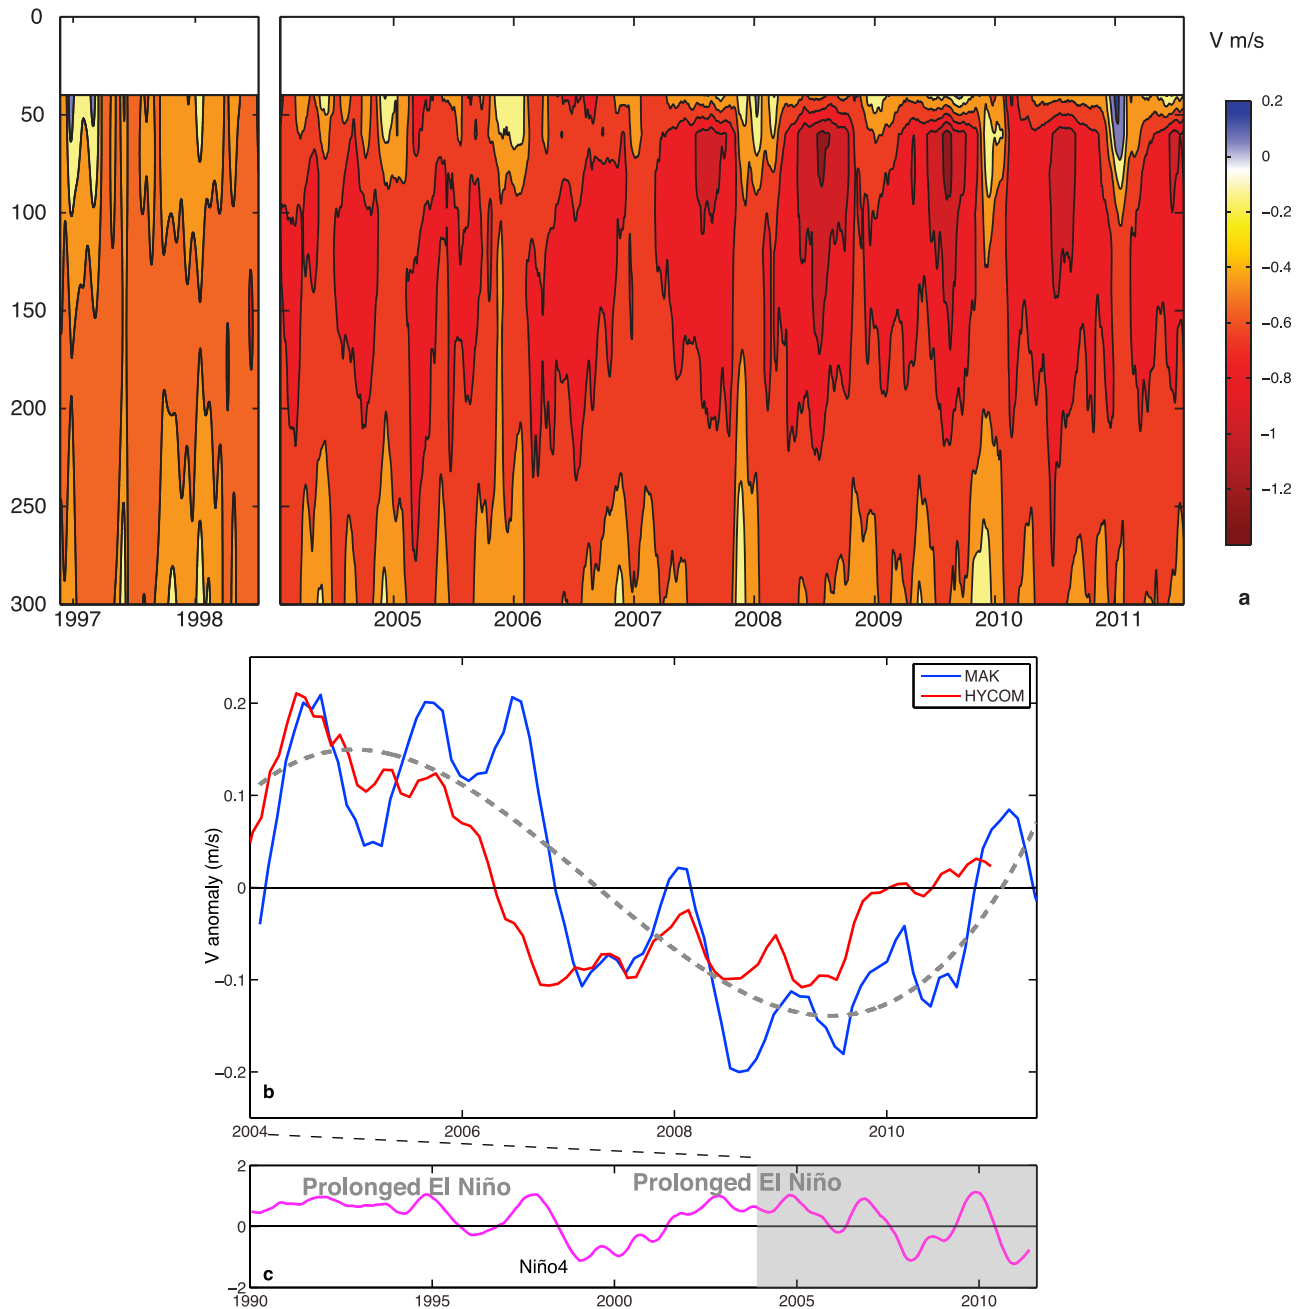 V m/s
0
50
100
150
200
250
300
0.2
0
−0.2
−0.4
−0.6
−0.8
−1
−1.2
a
1997 1998 2005 2006 2007 2008 2009 2010 2011
MAK
HYCOM
V anomaly (m/s)
0.2
0.1
0
−0.1
−0.2
b
2004 2006 2008 2010
2
0
−2
Prolonged El Niño Prolonged El Niño
Niño4
c
1990 1995 2000 2005 2010